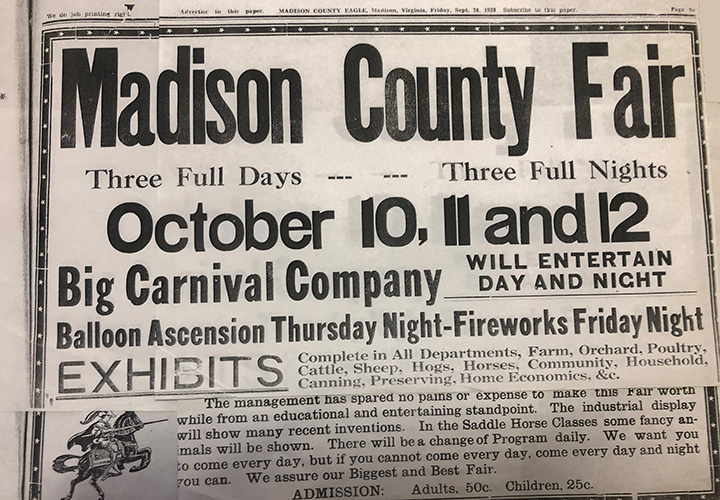 We do job printing right.
Advertise in this paper. MADISON COUNTY EAGLE, Madison, Virginia, Friday, Sept. 28, 1928 Subscribe to this paper. Page
Madison County Fair
Three Full Days --- --- Three Full Nights
October 10, 11 and 12
Big Carnival Company WILL ENTERTAIN DAY AND NIGHT
Balloon Ascension Thursday Night-Fireworks Friday Night
EXHIBITS Complete in All Departments, Farm, Orchard, Poultry,
Cattle, Sheep, Hogs, Horses, Community, Household,
Canning, Preserving, Home Economics, &c.
The management has spared no pains or expense to make this Fair worth
while from an educational and entertaining standpoint. The industrial display
will show many recent inventions. In the Saddle Horse Classes some fancy ani-
mals will be shown. There will be a change of Program daily. We want you
to come every day, but if you cannot come every day, come every day and night
you can. We assure our Biggest and Best Fair.
ADMISSION: Adults, 50c. Children, 25c.